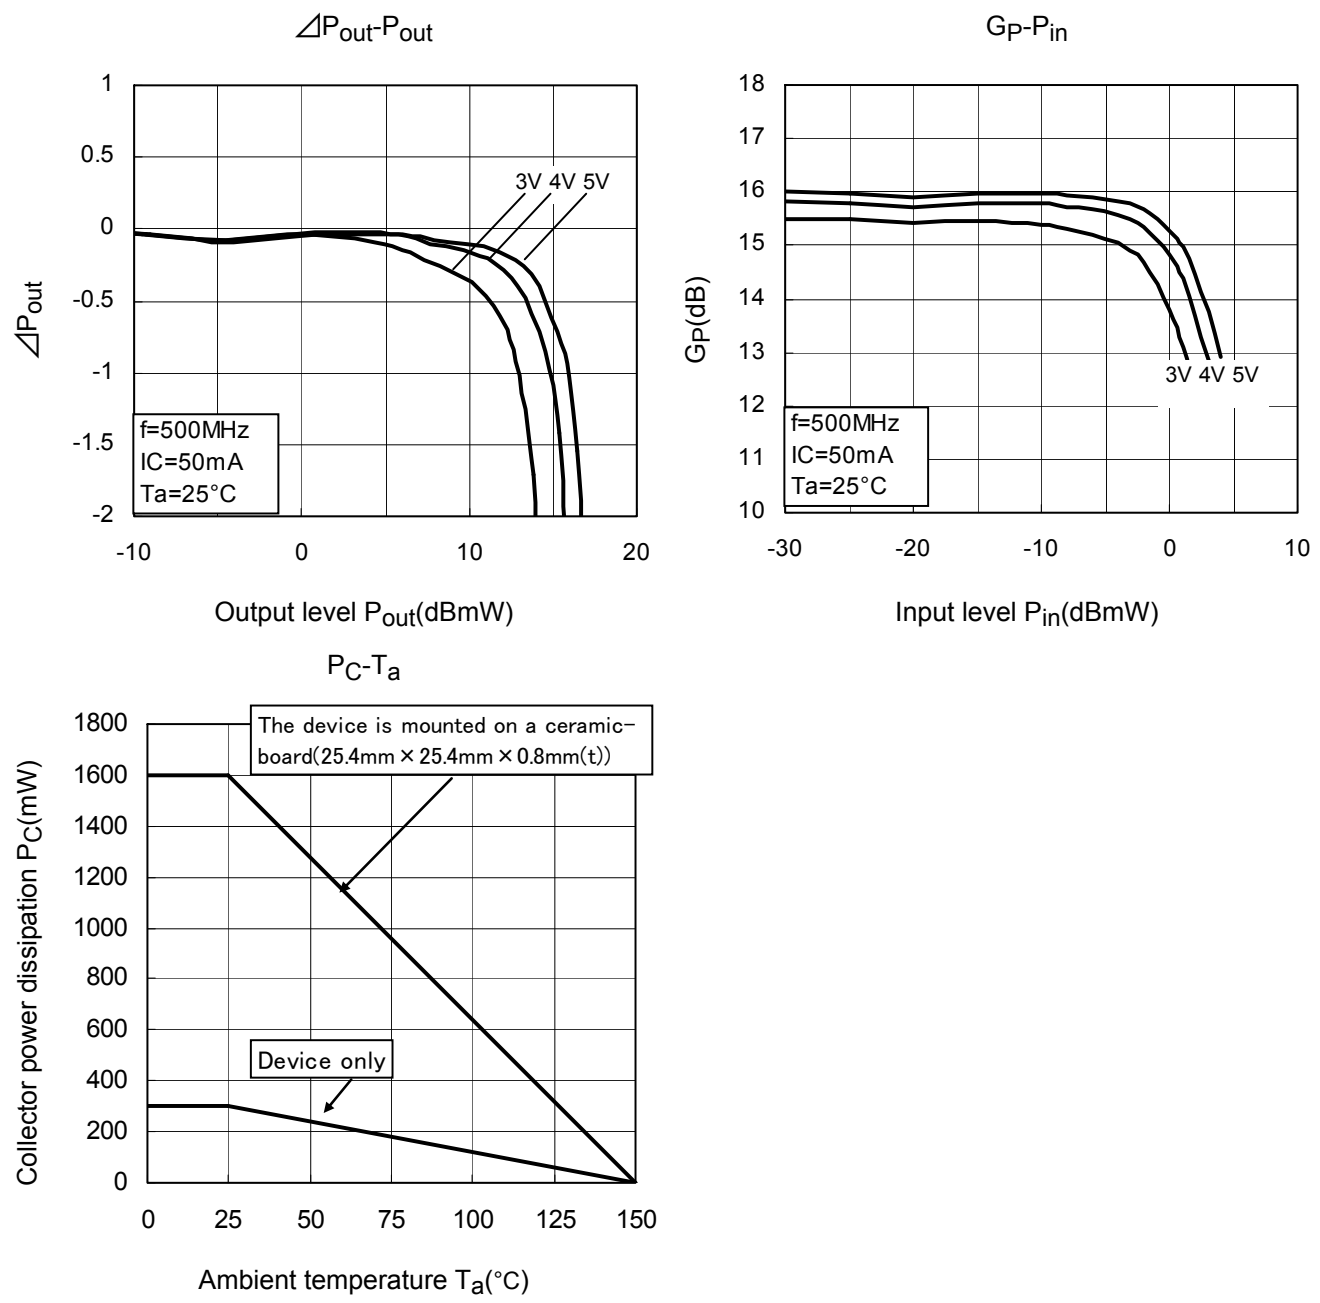 ⊿Pout-Pout
1
0.5
0
-0.5
-1
-1.5
-2
⊿Pout
3V 4V 5V
f=500MHz
IC=50mA
Ta=25°C
-10 0 10 20
Output level Pout(dBmW)
GP-Pin
18
17
16
15
14
13
12
11
10
GP(dB)
3V 4V 5V
f=500MHz
IC=50mA
Ta=25°C
-30 -20 -10 0 10
Input level Pin(dBmW)
PC-Ta
1800
1600
1400
1200
1000
800
600
400
200
0
Collector power dissipation PC(mW)
The device is mounted on a ceramic-
board(25.4mm×25.4mm×0.8mm(t))
Device only
0 25 50 75 100 125 150
Ambient temperature Ta(°C)